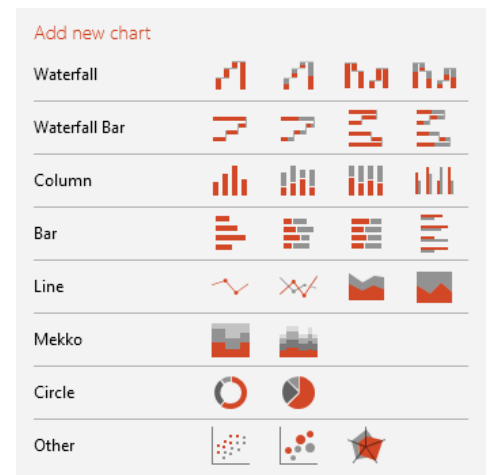 Add new chart
Waterfall
Waterfall Bar
Column
Bar
Line
Mekko
Circle
Other